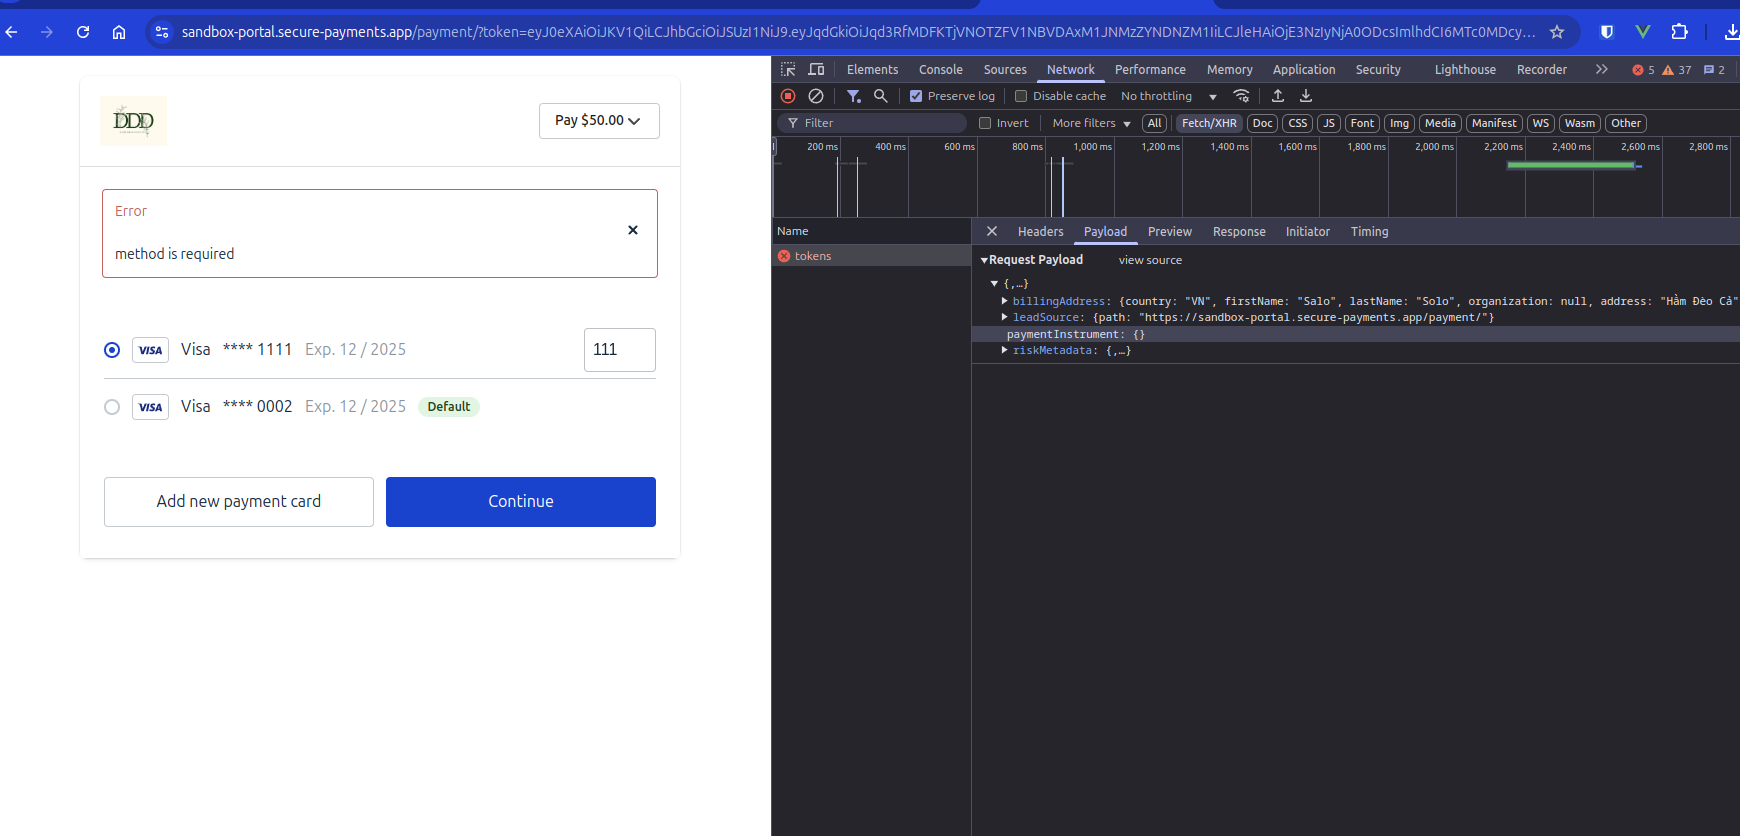 sandbox-portal.secure-payments.app/payment/?token=eyJ0eXAiOiJKV1QiLCJhbGciOiJSUzI1NiJ9.eyJqdGkiOiJqd3RfMDFKTjVNOTZFV1NBVDAxM1JNMzZYNDNZM1IiLCJleHAiOjE3NzIyNjA0ODcsImlhdCI6MTc0MDcy...
Elements Console Sources Network Performance Memory Application Security Lighthouse Recorder 5 37 2
Preserve log Disable cache No throttling
Filter Invert More filters All Fetch/XHR Doc CSS JS Font Img Media Manifest WS Wasm Other
200 ms 400 ms 600 ms 800 ms 1,000 ms 1,200 ms 1,400 ms 1,600 ms 1,800 ms 2,000 ms 2,200 ms 2,400 ms 2,600 ms 2,800 ms
Name
tokens
Headers Payload Preview Response Initiator Timing
Request Payload view source
{,…}
billingAddress: {country: "VN", firstName: "Salo", lastName: "Solo", organization: null, address: "Hầm Đèo Cả"
leadSource: {path: "https://sandbox-portal.secure-payments.app/payment/"}
paymentInstrument: {}
riskMetadata: {,…}
DDD
Pay $50.00
Error
method is required
VISA Visa **** 1111 Exp. 12 / 2025 111
VISA Visa **** 0002 Exp. 12 / 2025 Default
Add new payment card Continue